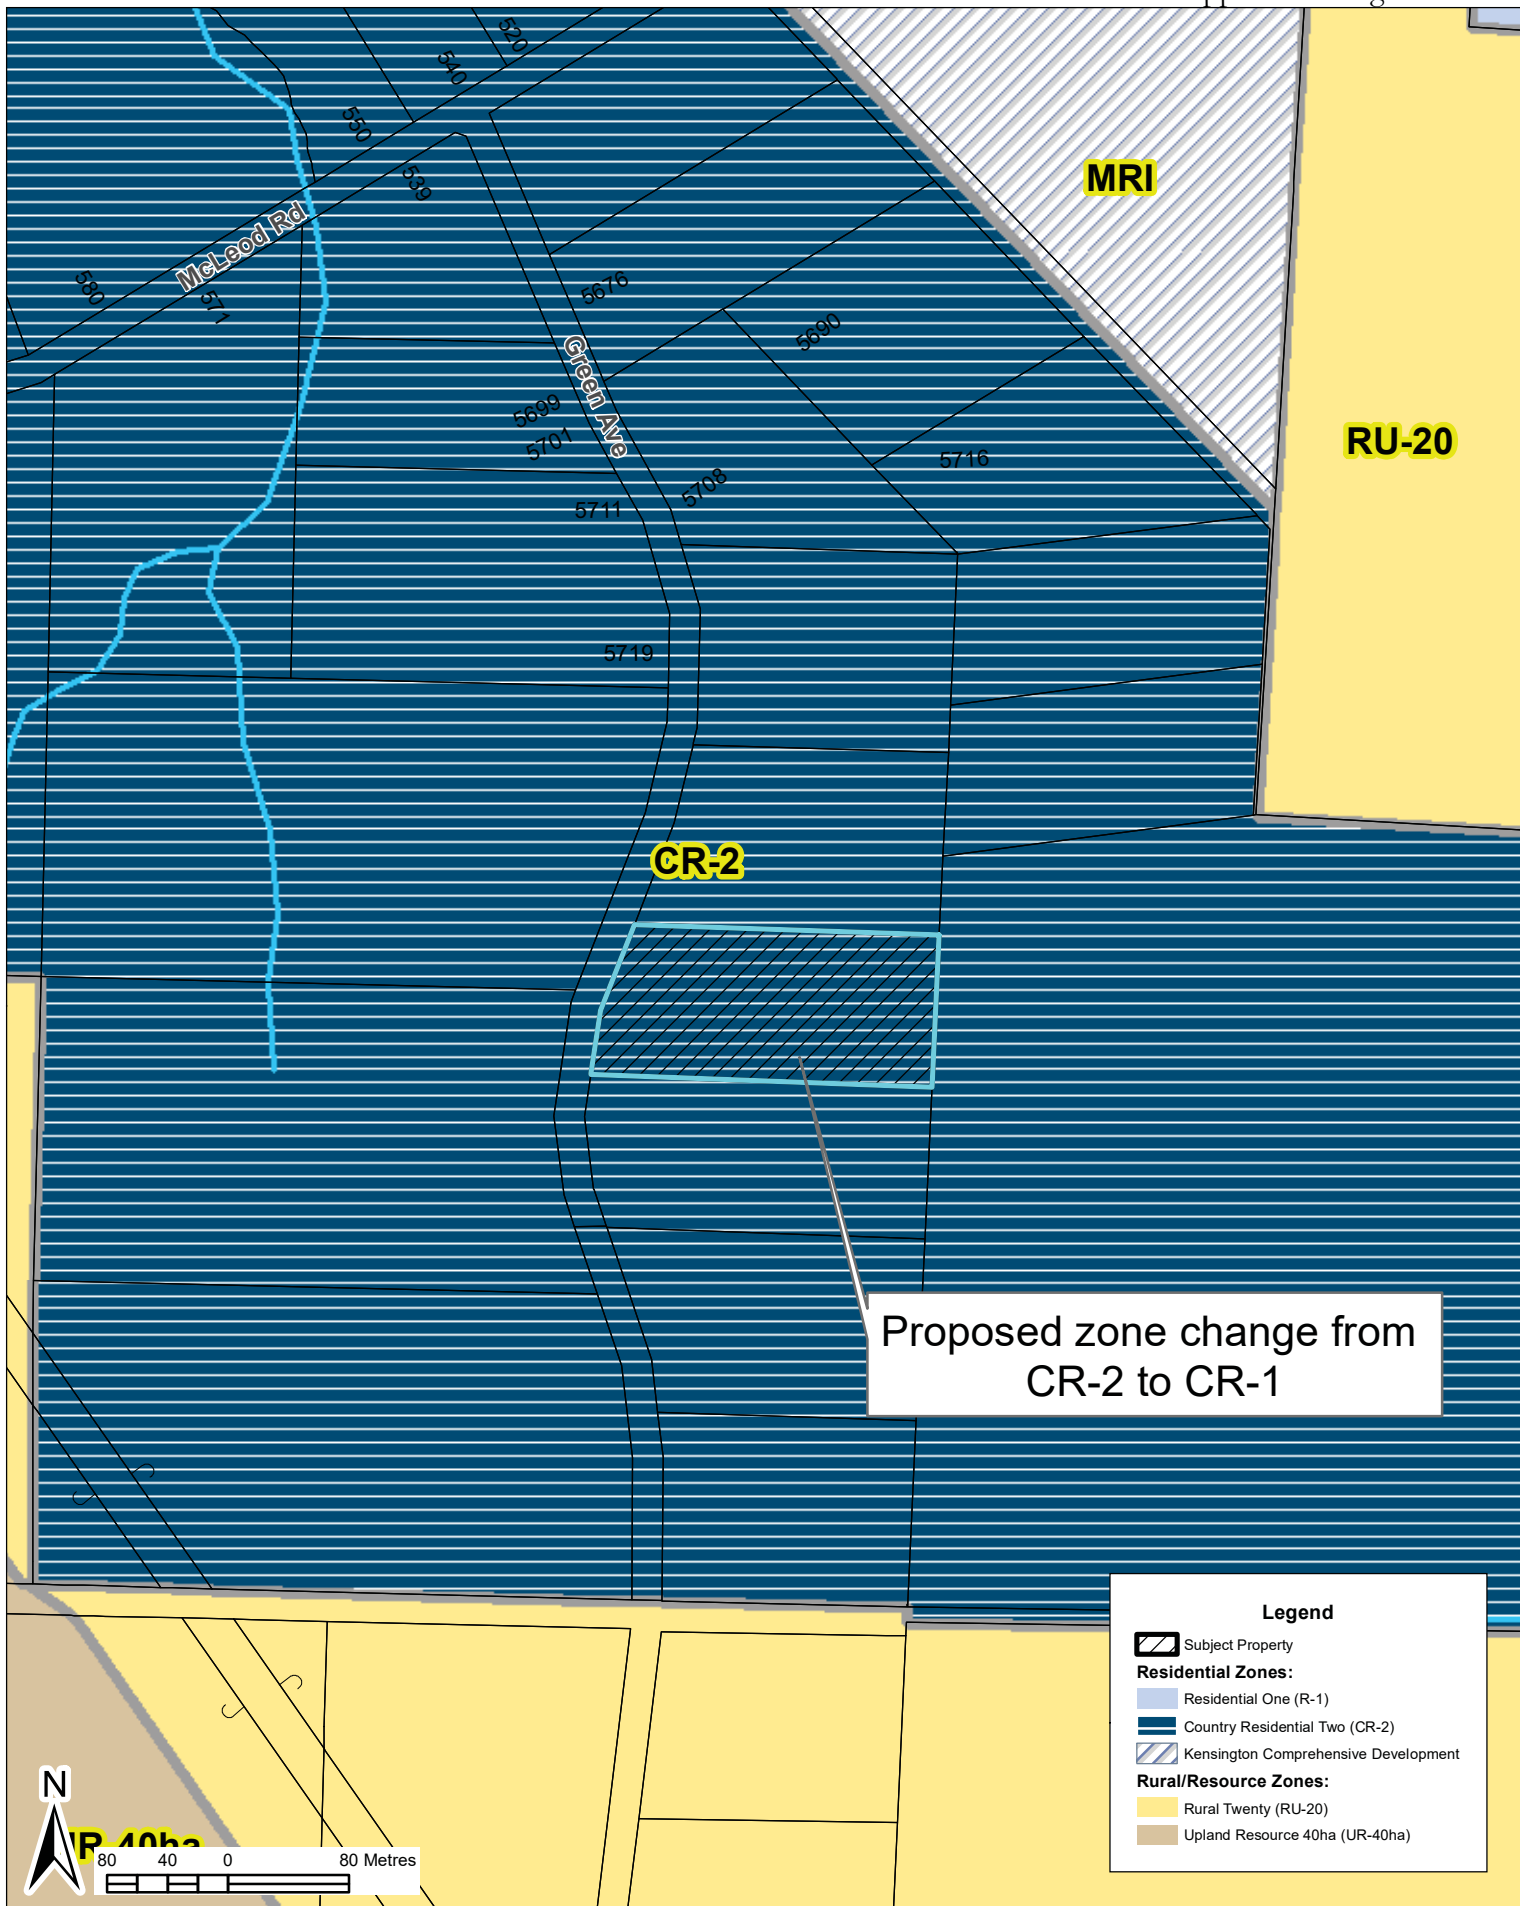 520
540
550
539
MRI
McLeod Rd
580
571
5676
5690
Green Ave
RU-20
5699
5701
5716
5708
5711
5719
CR-2
Proposed zone change from
CR-2 to CR-1
Legend
Subject Property
Residential Zones:
Residential One (R-1)
Country Residential Two (CR-2)
Kensington Comprehensive Development
Rural/Resource Zones:
Rural Twenty (RU-20)
Upland Resource 40ha (UR-40ha)
N
80 40 0 80 Metres